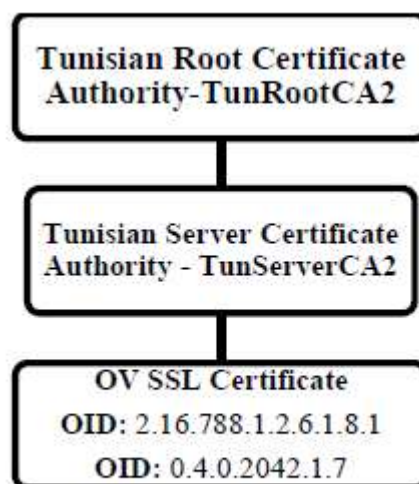 Tunisian Root Certificate
Authority-TunRootCA2
Tunisian Server Certificate
Authority - TunServerCA2
OV SSL Certificate
OID: 2.16.788.1.2.6.1.8.1
OID: 0.4.0.2042.1.7